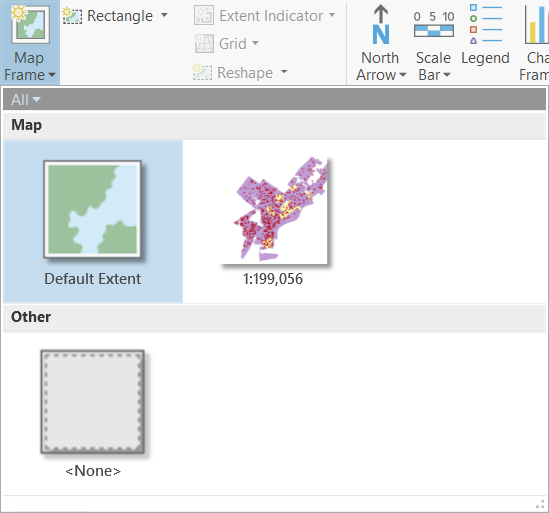 Map
Frame
Rectangle
Extent Indicator
Grid
Reshape
North
Arrow
0 5 10
Scale
Bar
Legend
Cha
Fram
All
Map
Default Extent
1:199,056
Other
<None>